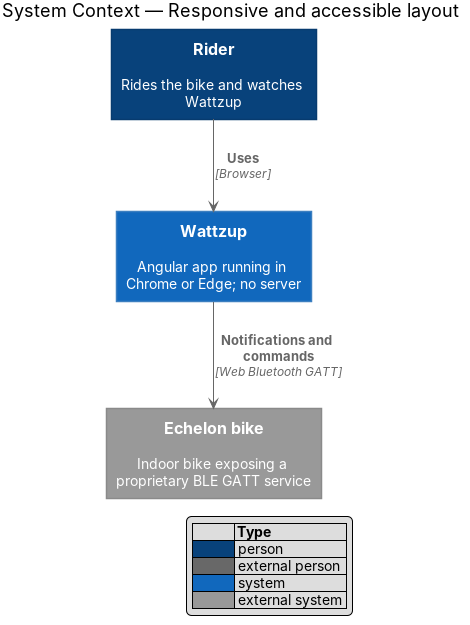 System Context — Responsive and accessible layout
Rider
Rides the bike and watches
Wattzup
Uses
[Browser]
Wattzup
Angular app running in
Chrome or Edge; no server
Notifications and
commands
[Web Bluetooth GATT]
Echelon bike
Indoor bike exposing a
proprietary BLE GATT service
Type
person
external person
system
external system